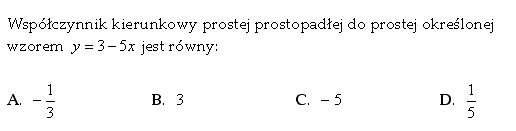 Współczynnik kierunkowy prostej prostopadłej do prostej określonej
wzorem y = 3 – 5x jest równy:
A. –1/3 B. 3 C. – 5 D. 1/5